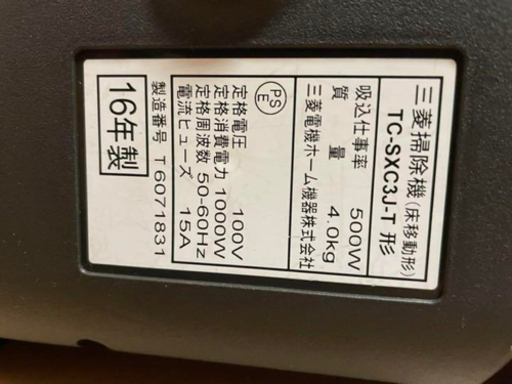 三菱掃除機(床移動形)
TC-SXC3J-T 形
吸込仕事率 500W
質量 4.0kg
三菱電機ホーム機器株式会社
PS
E
定格電圧 100V
定格消費電力 1000W
定格周波数 50-60Hz
電流ヒューズ 15A
16年製
製造番号 T 6071831